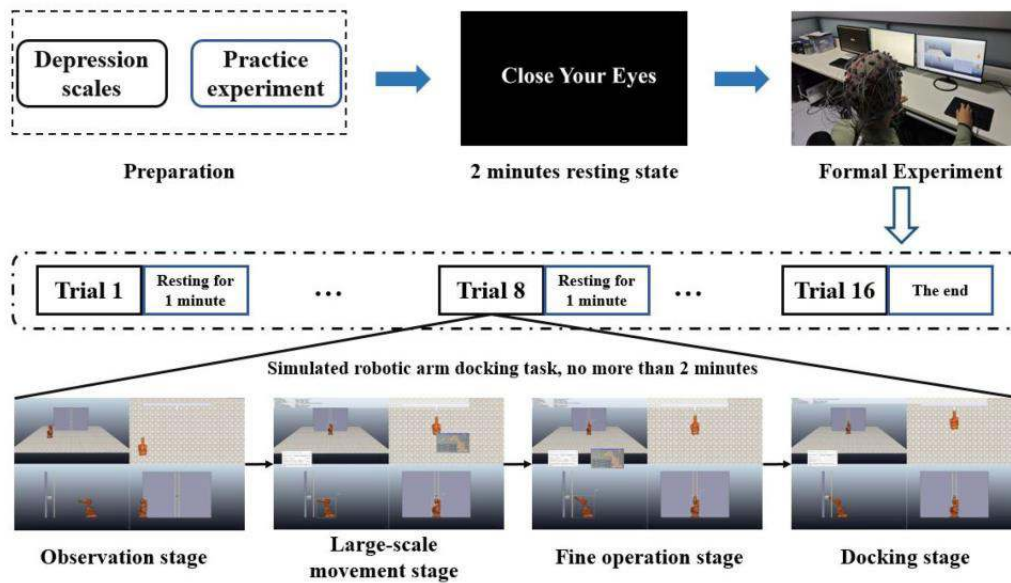 Depression
scales
Practice
experiment
Close Your Eyes
Preparation
2 minutes resting state
Formal Experiment
Trial 1
Resting for
1 minute
...
Trial 8
Resting for
1 minute
...
Trial 16
The end
Simulated robotic arm docking task, no more than 2 minutes
Observation stage
Large-scale
movement stage
Fine operation stage
Docking stage